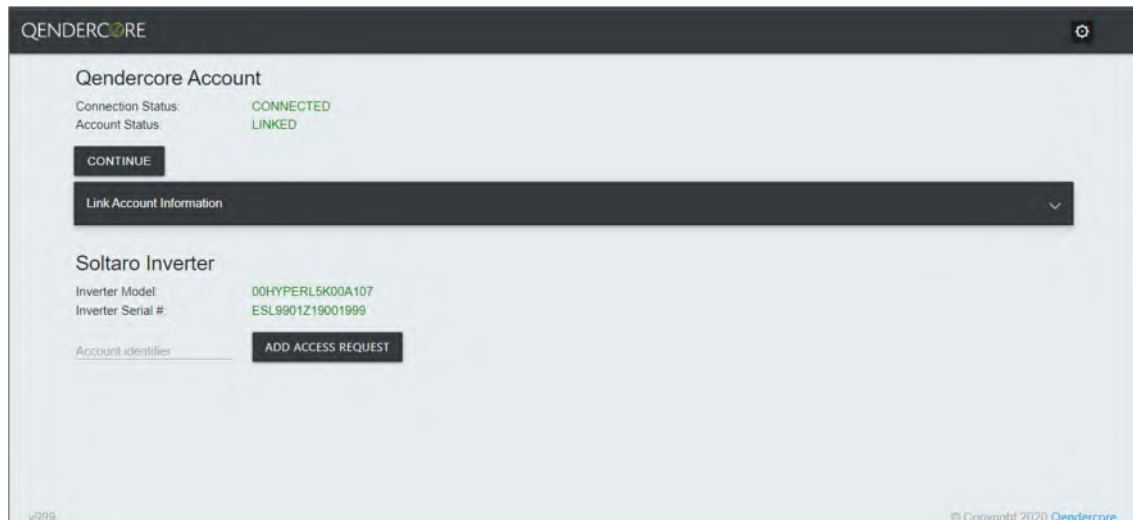 QENDERCORE
Qendercore Account
Connection Status: CONNECTED
Account Status: LINKED
CONTINUE
Link Account Information
Soltaro Inverter
Inverter Model: 00HYPERL5K00A107
Inverter Serial #: ESL9901Z19001999
Account identifier
ADD ACCESS REQUEST
v999
© Copyright 2020 Qendercore